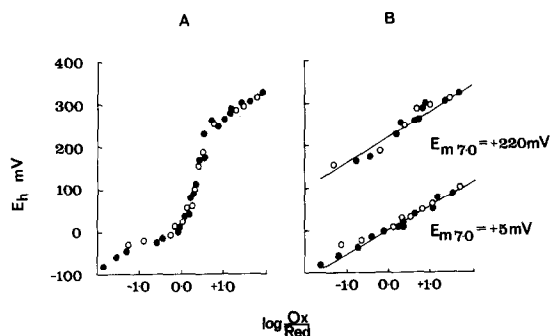 A B
400
300
200
100
0
-100
Eh mV
-1·0 0·0 +1·0
-1·0 0·0 +1·0
Em 7·0 = +220mV
Em 7·0 = +5mV
log Ox
Red